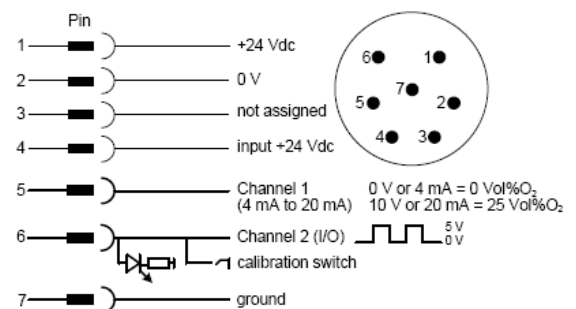 Pin
1 +24 Vdc
2 0 V
3 not assigned
4 input +24 Vdc
5 Channel 1 0 V or 4 mA = 0 Vol%O₂
(4 mA to 20 mA) 10 V or 20 mA = 25 Vol%O₂
6 Channel 2 (I/O) 5 V
0 V
calibration switch
7 ground
6 1
7
5 2
4 3